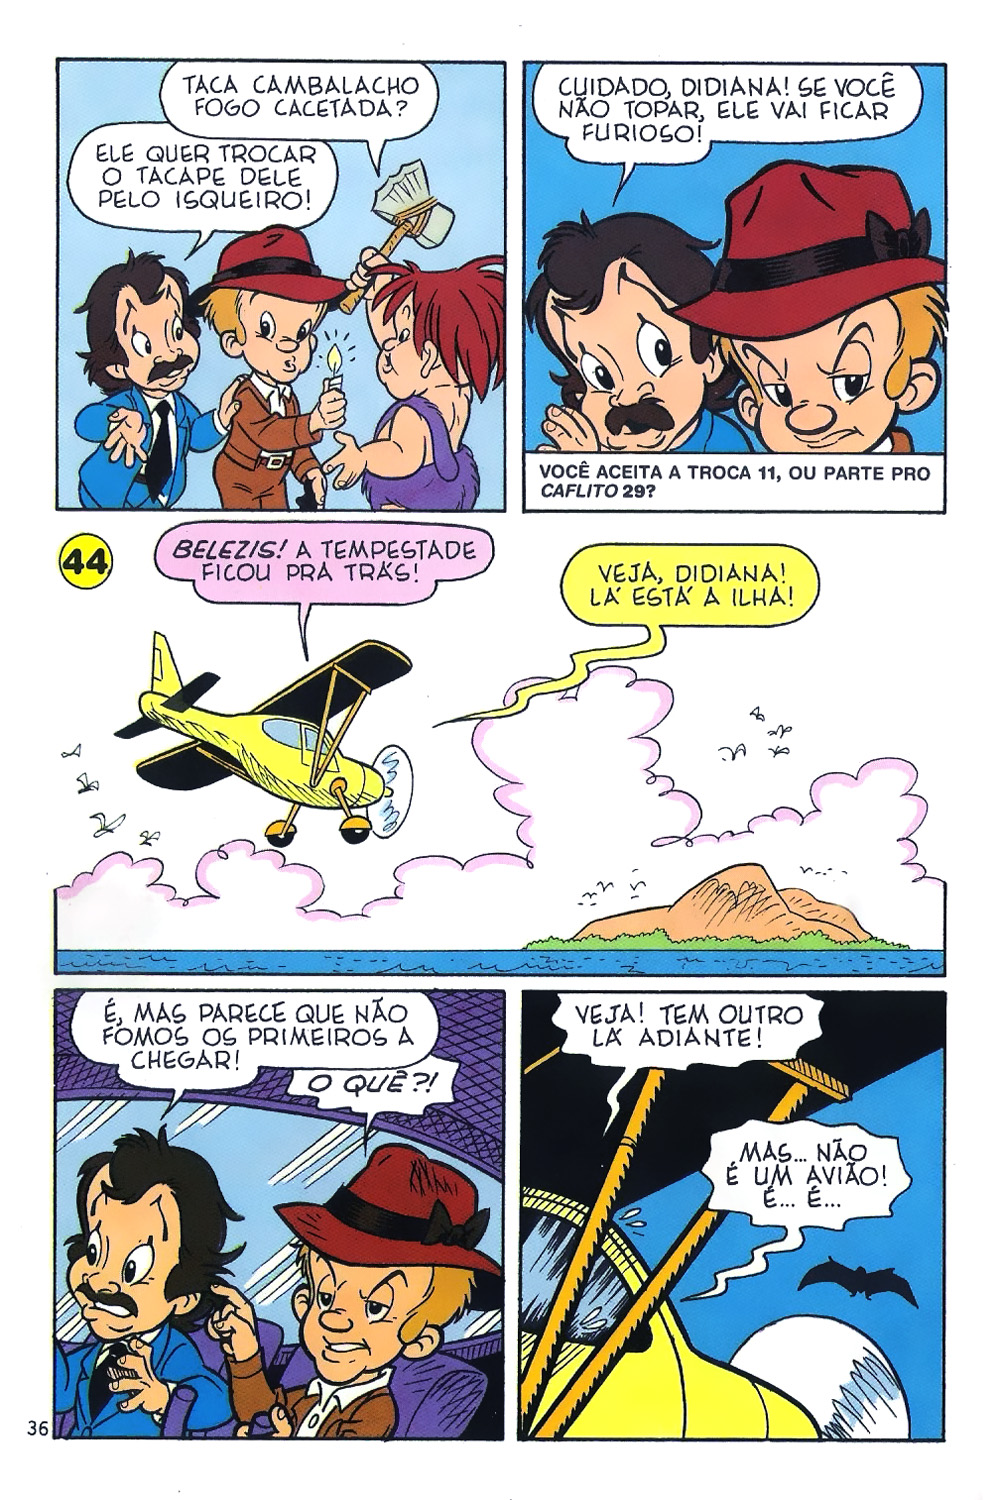 TACA CAMBALACHO
FOGO CACETADA?
ELE QUER TROCAR
O TACAPE DELE
PELO ISQUEIRO!
CUIDADO, DIDIANA! SE VOCÊ
NÃO TOPAR, ELE VAI FICAR
FURIOSO!
VOCÊ ACEITA A TROCA 11, OU PARTE PRO
CAFLITO 29?
44
BELEZIS! A TEMPESTADE
FICOU PRA TRÁS!
VEJA, DIDIANA!
LÁ ESTÁ A ILHA!
É, MAS PARECE QUE NÃO
FOMOS OS PRIMEIROS A
CHEGAR!
O QUÊ?!
VEJA! TEM OUTRO
LÁ ADIANTE!
MAS... NÃO
É UM AVIÃO!
É... É...
36